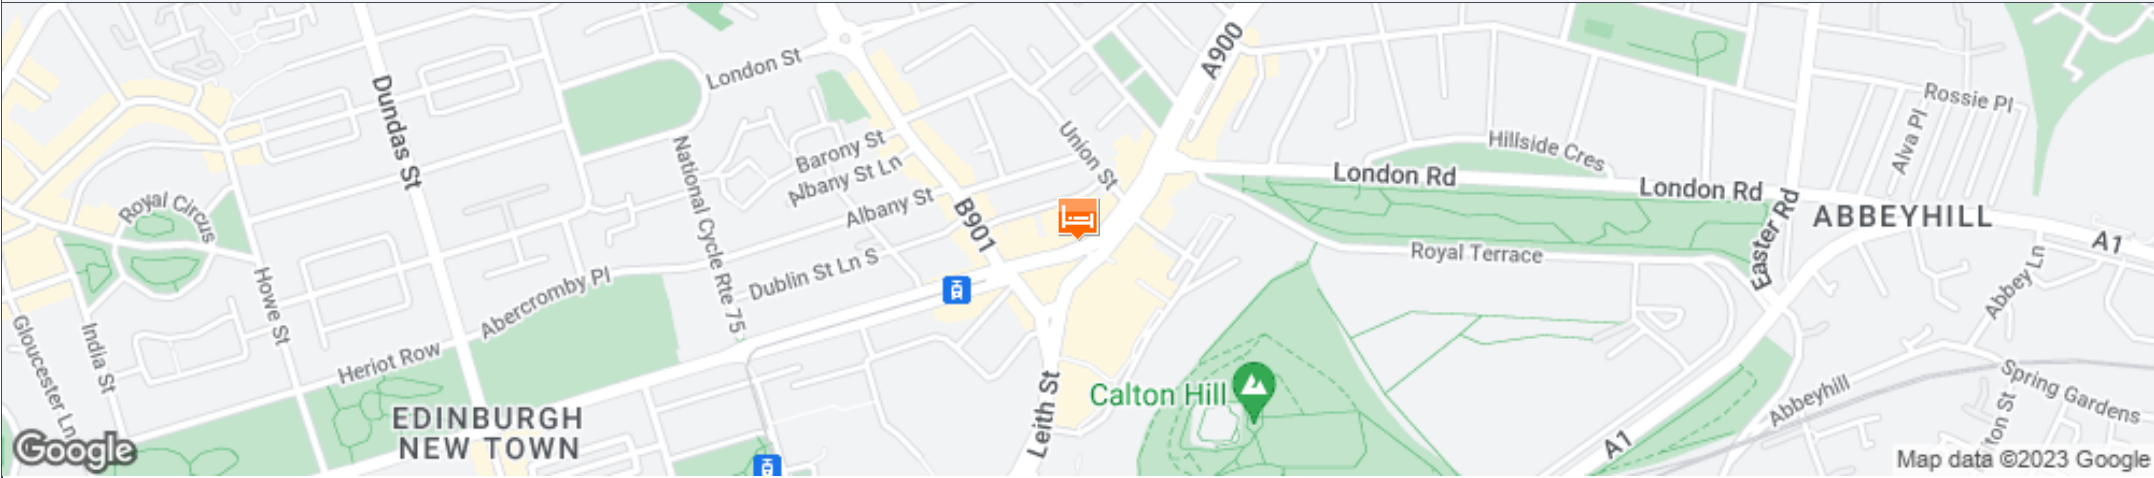 A900
London St
Dundas St
Rossie Pl
Alva Pl
Hillside Cres
Union St
Barony St
Albany St Ln
National Cycle Rte 75
London Rd
London Rd
Royal Circus
Albany St
B901
Easter Rd
ABBEYHILL
A1
Royal Terrace
Dublin St Ln S
Abercromby Pl
Howe St
Abbey Ln
Gloucester Ln
India St
Heriot Row
Calton Hill
Leith St
EDINBURGH
NEW TOWN
Abbeyhill
Spring Gardens
ton St
A1
Google
Map data ©2023 Google